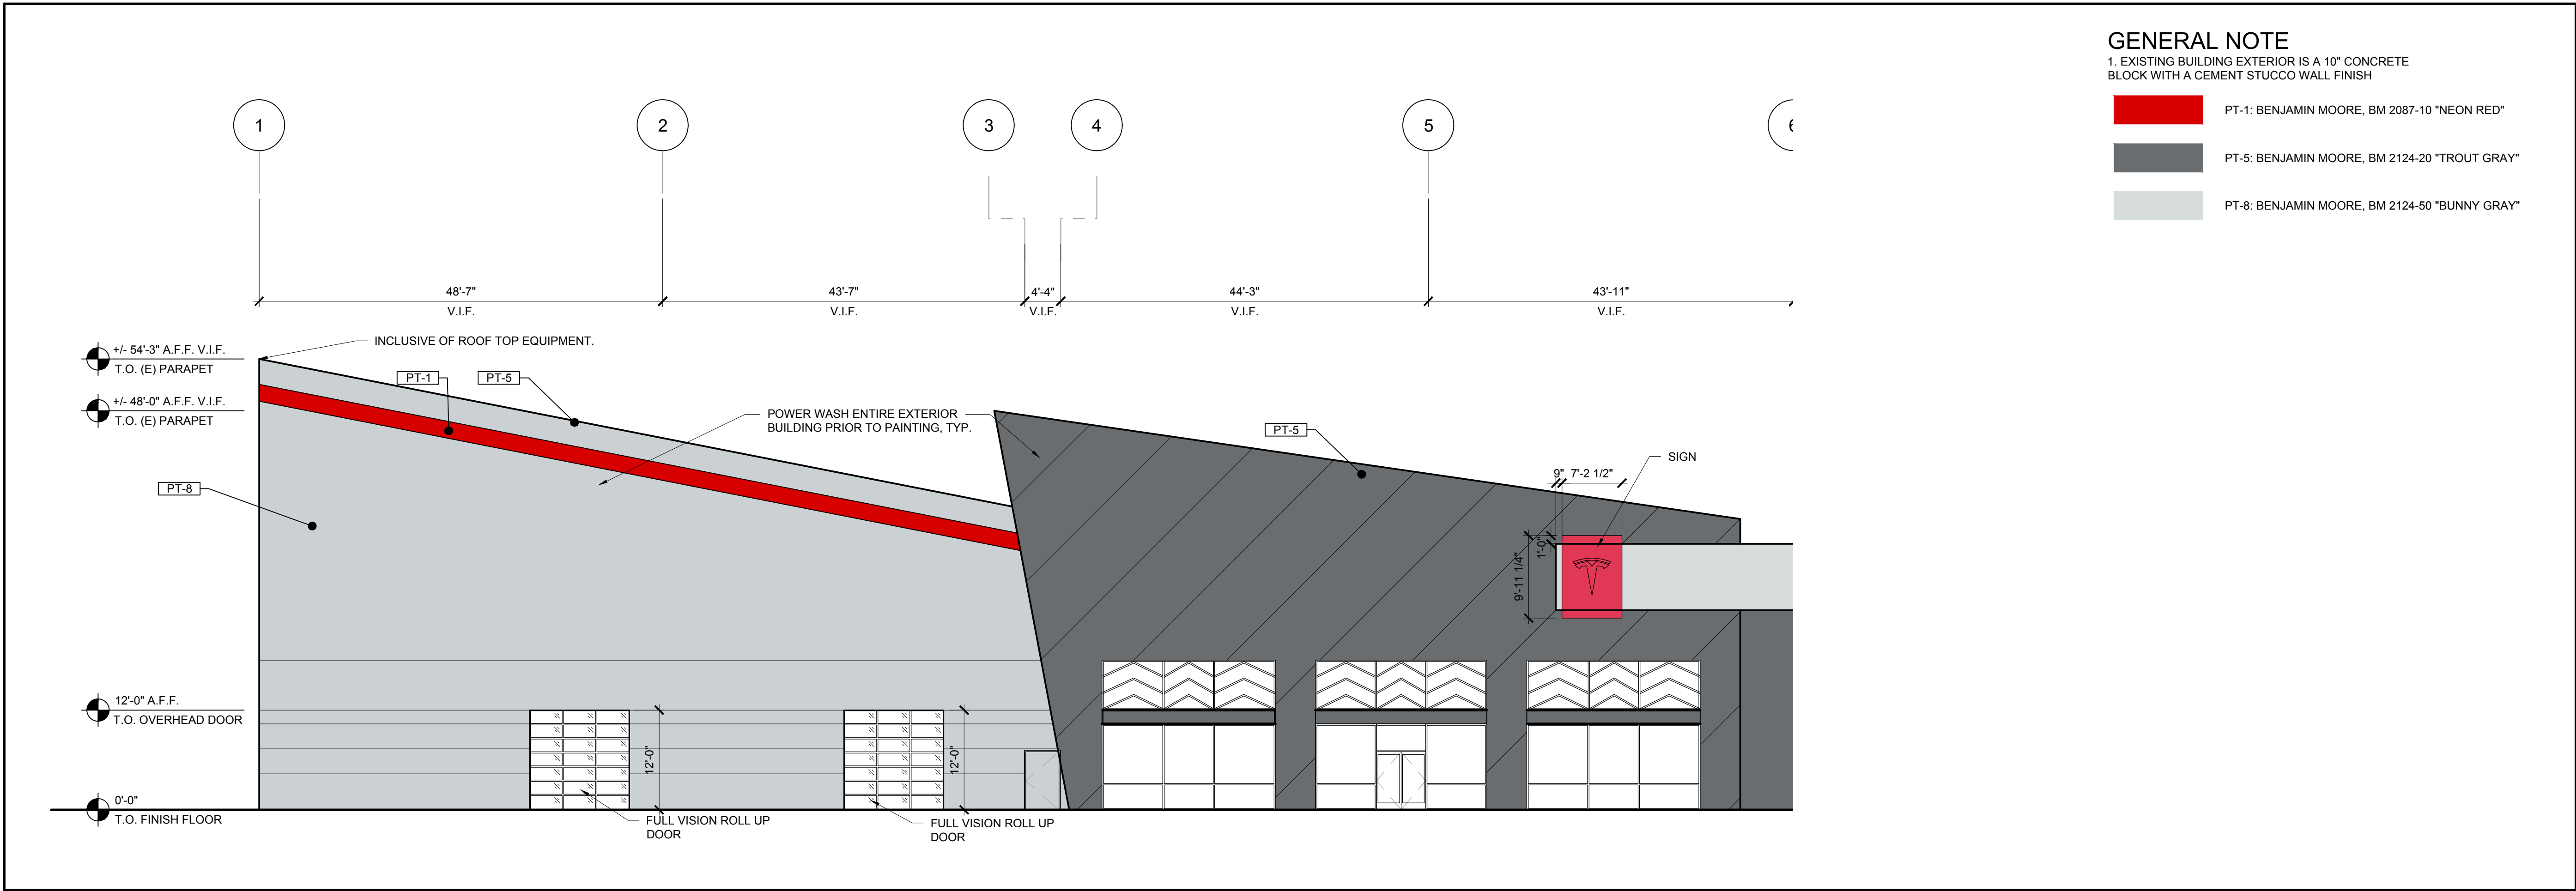 GENERAL NOTE
1. EXISTING BUILDING EXTERIOR IS A 10" CONCRETE
BLOCK WITH A CEMENT STUCCO WALL FINISH
PT-1: BENJAMIN MOORE, BM 2087-10 "NEON RED"
PT-5: BENJAMIN MOORE, BM 2124-20 "TROUT GRAY"
PT-8: BENJAMIN MOORE, BM 2124-50 "BUNNY GRAY"
1
2
3
4
5
48'-7"
V.I.F.
43'-7"
V.I.F.
4'-4"
V.I.F.
44'-3"
V.I.F.
43'-11"
V.I.F.
INCLUSIVE OF ROOF TOP EQUIPMENT.
+/- 54'-3" A.F.F. V.I.F.
T.O. (E) PARAPET
+/- 48'-0" A.F.F. V.I.F.
T.O. (E) PARAPET
PT-1
PT-5
POWER WASH ENTIRE EXTERIOR
BUILDING PRIOR TO PAINTING, TYP.
PT-5
SIGN
9"
7'-2 1/2"
1'-0"
9'-11 1/4"
PT-8
12'-0" A.F.F.
T.O. OVERHEAD DOOR
12'-0"
12'-0"
0'-0"
T.O. FINISH FLOOR
FULL VISION ROLL UP
DOOR
FULL VISION ROLL UP
DOOR